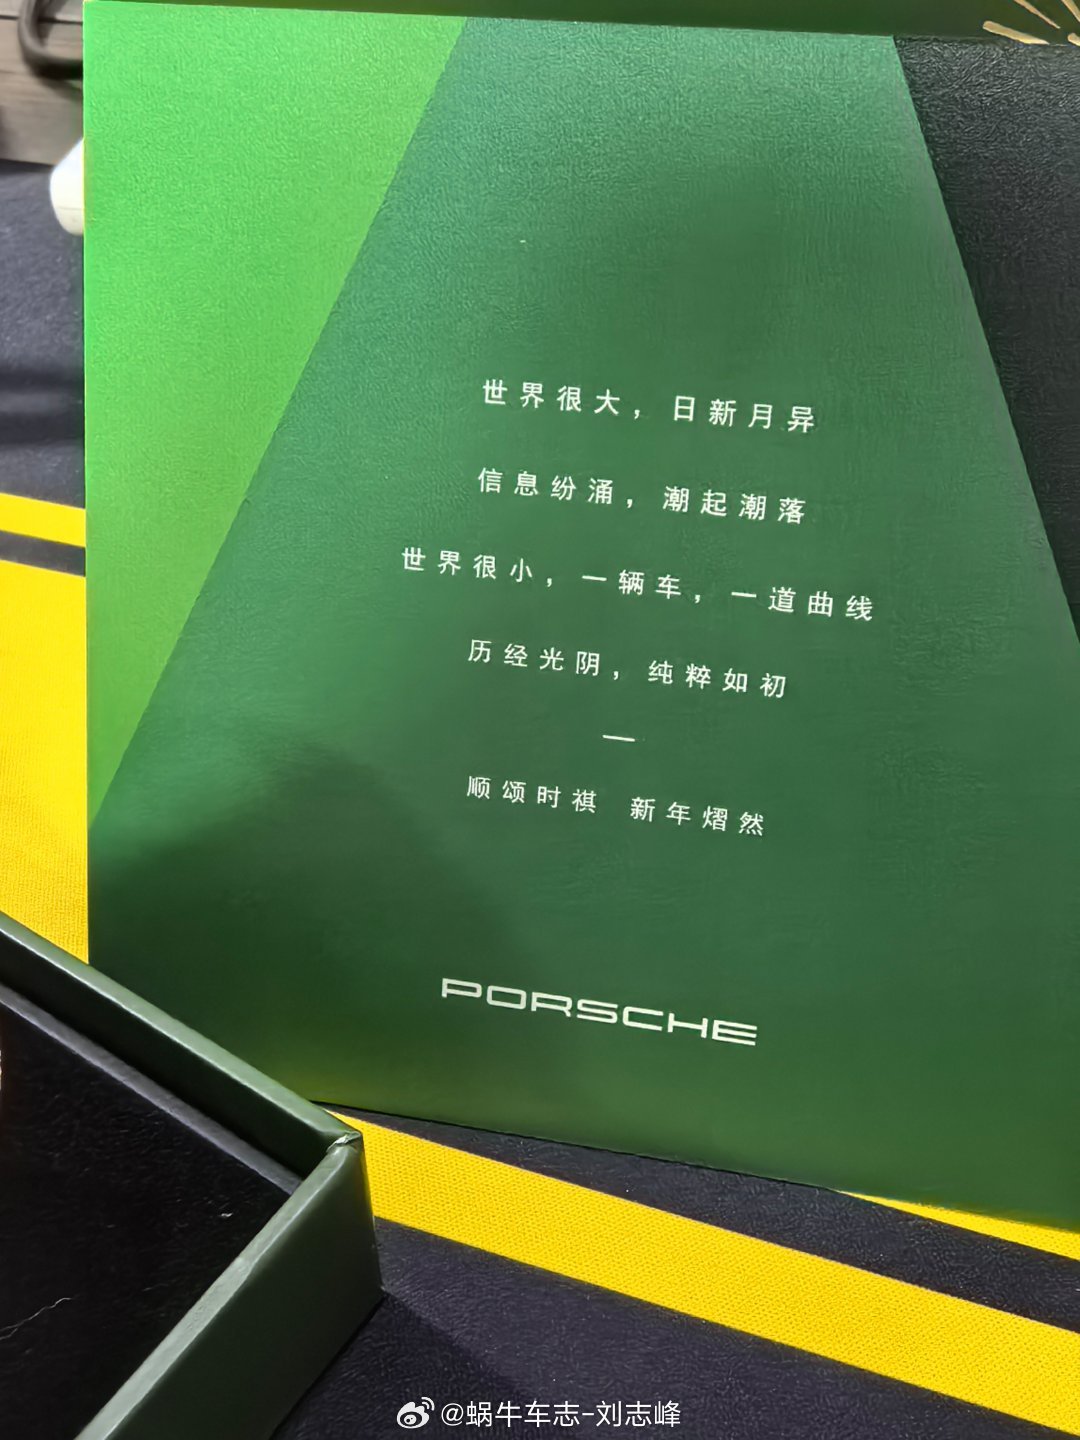 世界很大，日新月异
信息纷涌，潮起潮落
世界很小，一辆车，一道曲线
历经光阴，纯粹如初
—
顺颂时祺 新年熠然
PORSCHE
@蜗牛车志-刘志峰